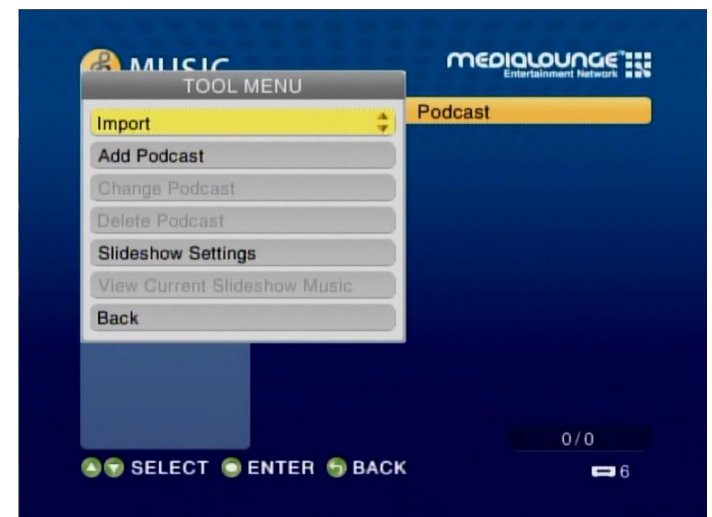 MUSIC
MEDIALOUNGE™
Entertainment Network
TOOL MENU
Podcast
Import
Add Podcast
Change Podcast
Delete Podcast
Slideshow Settings
View Current Slideshow Music
Back
0/0
SELECT ENTER BACK
6